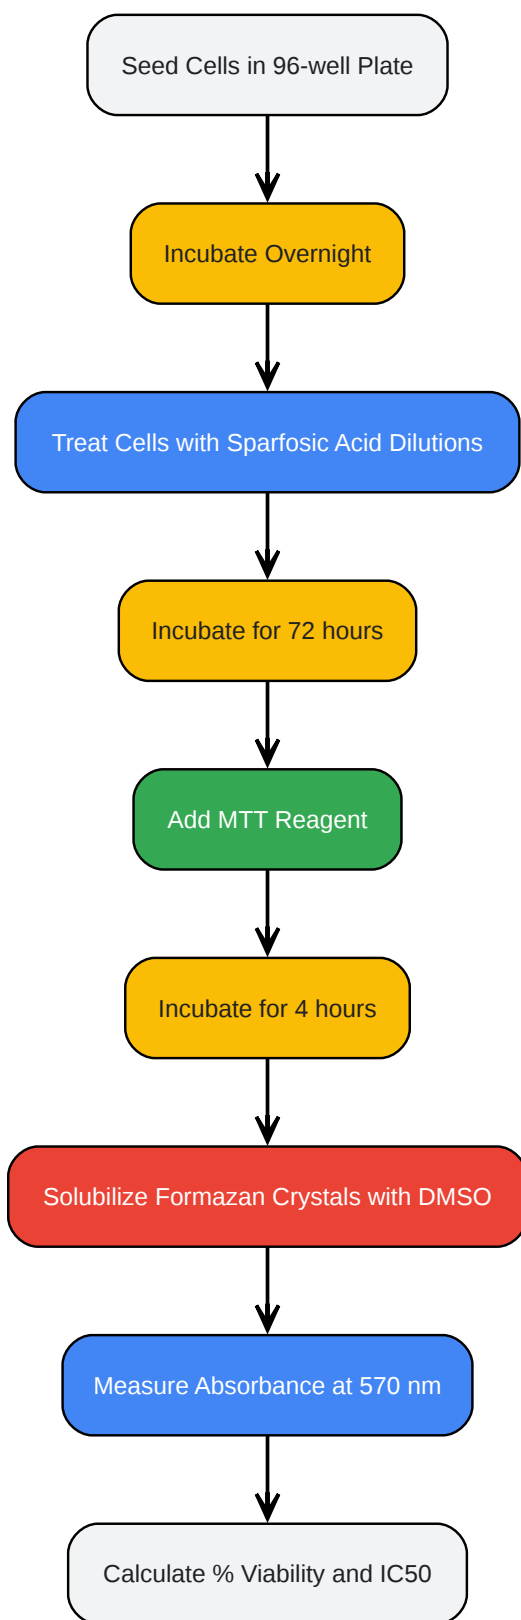 Seed Cells in 96-well Plate
Incubate Overnight
Treat Cells with Sparfosic Acid Dilutions
Incubate for 72 hours
Add MTT Reagent
Incubate for 4 hours
Solubilize Formazan Crystals with DMSO
Measure Absorbance at 570 nm
Calculate % Viability and IC50